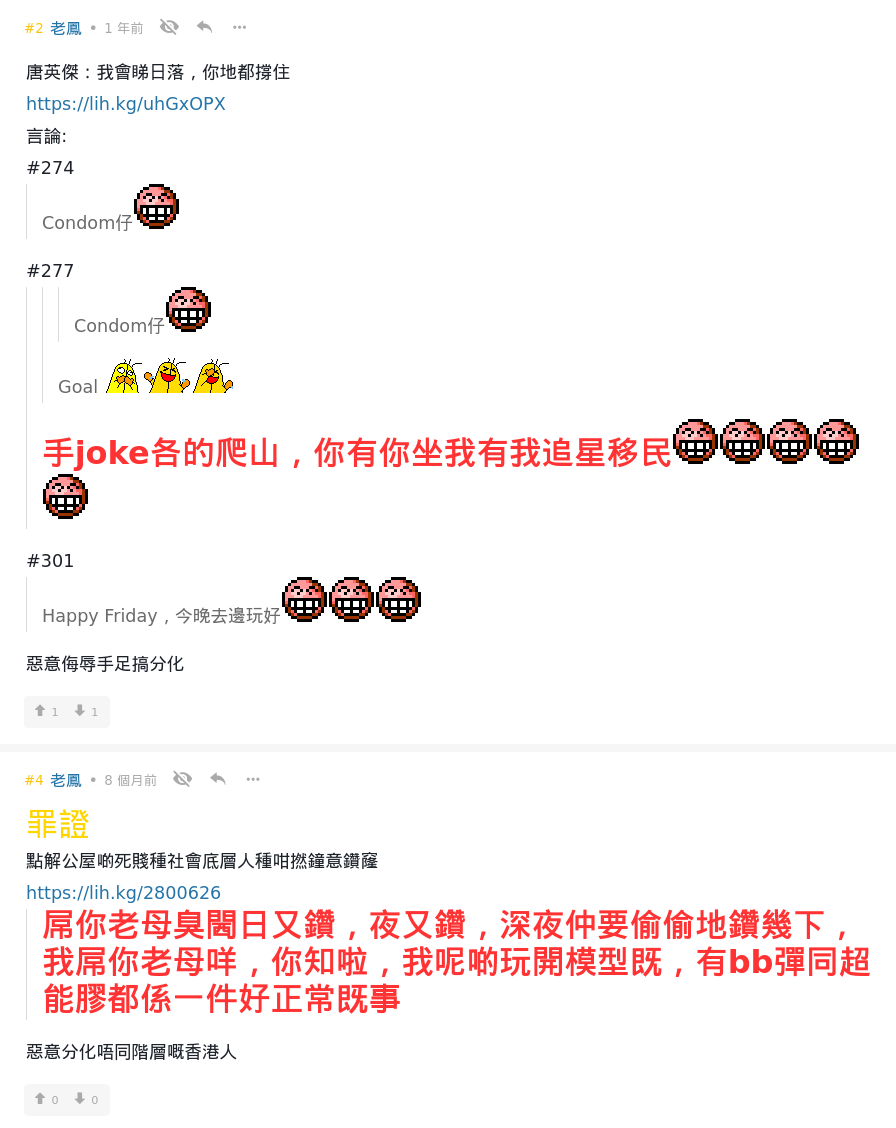 #2 老鳳 • 1 年前
唐英傑：我會睇日落，你地都撐住
https://lih.kg/uhGxOPX
言論:
#274
Condom仔
#277
Condom仔
Goal
手joke各的爬山，你有你坐我有我追星移民
#301
Happy Friday，今晚去邊玩好
惡意侮辱手足搞分化
1 1
#4 老鳳 • 8 個月前
罪證
點解公屋啲死賤種社會底層人種咁撚鐘意鑽窿
https://lih.kg/2800626
屌你老母臭閪日又鑽，夜又鑽，深夜仲要偷偷地鑽幾下，
我屌你老母咩，你知啦，我呢啲玩開模型既，有bb彈同超
能膠都係一件好正常既事
惡意分化唔同階層嘅香港人
0 0